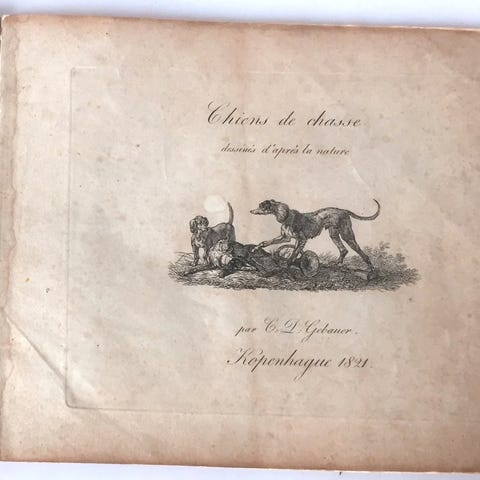 Chiens de chasse
dessinés d'après la nature
par C. D. Gebauer.
Kopenhague 1821.